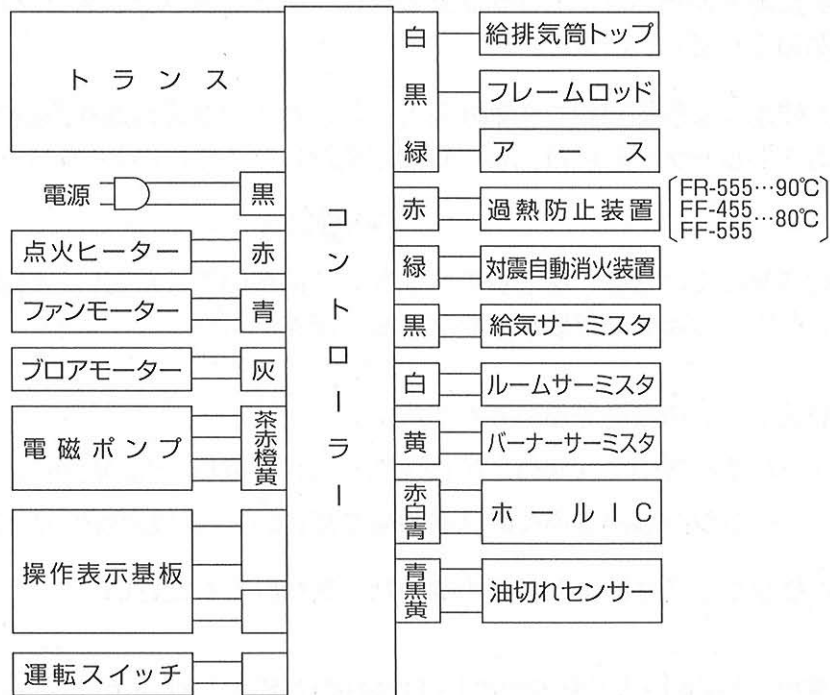 トランス
電源 黒
点火ヒーター 赤
ファンモーター 青
ブロアモーター 灰
電磁ポンプ 茶赤橙黄
操作表示基板
運転スイッチ
コントローラー
白 給排気筒トップ
黒 フレームロッド
緑 アース
赤 過熱防止装置
FR-555…90℃
FF-455
FF-555 …80℃
緑 対震自動消火装置
黒 給気サーミスタ
白 ルームサーミスタ
黄 バーナーサーミスタ
赤白青 ホールIC
青黒黄 油切れセンサー